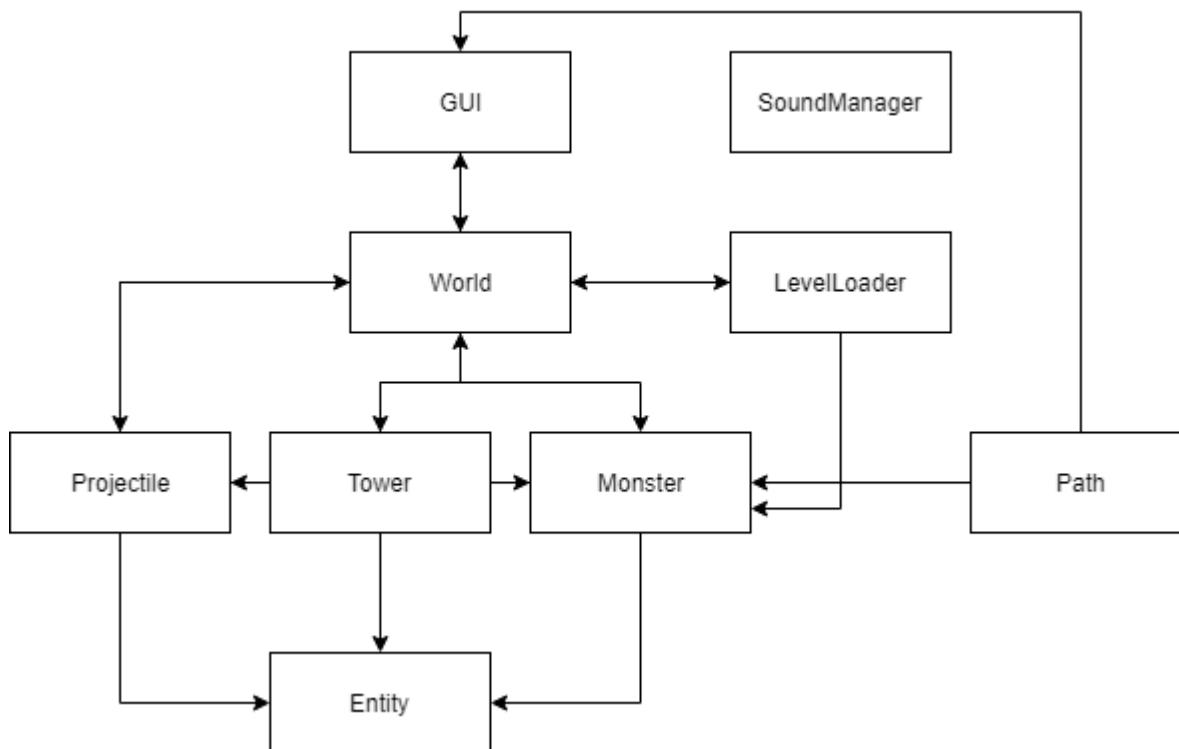 GUI
SoundManager
World
LevelLoader
Projectile
Tower
Monster
Path
Entity